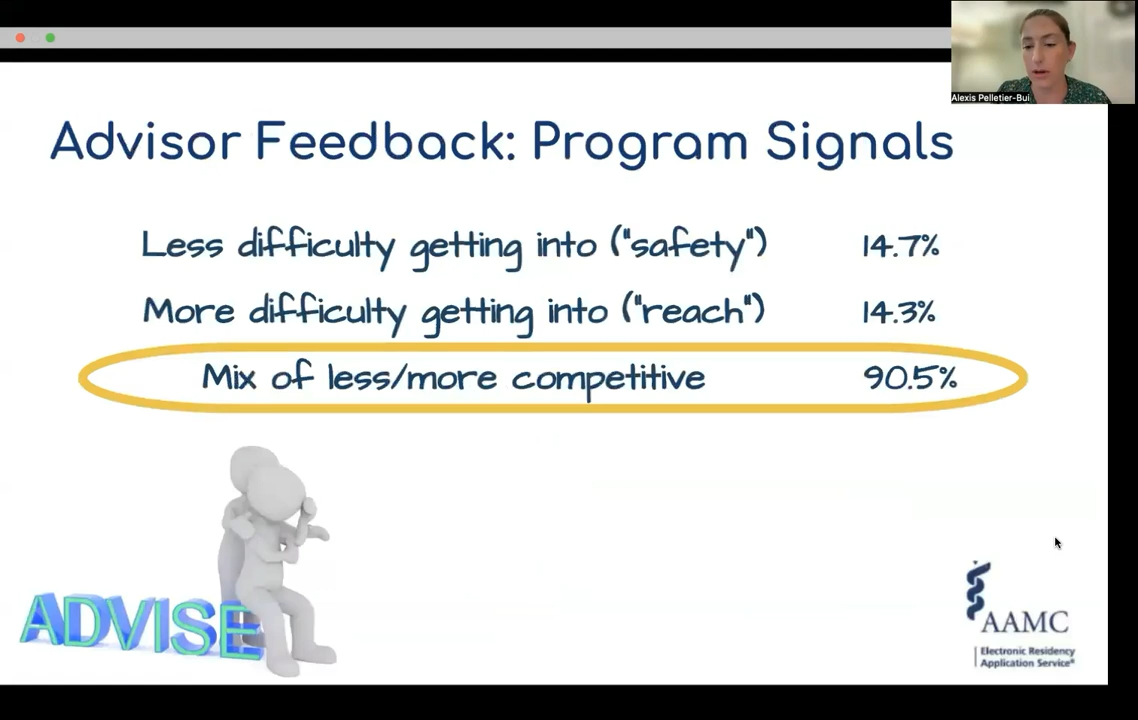 Alexis Pelletier-Bui
Advisor Feedback: Program Signals
Less difficulty getting into ("safety") 14.7%
More difficulty getting into ("reach") 14.3%
Mix of less/more competitive 90.5%
ADVISE
AAMC
Electronic Residency
Application Service®